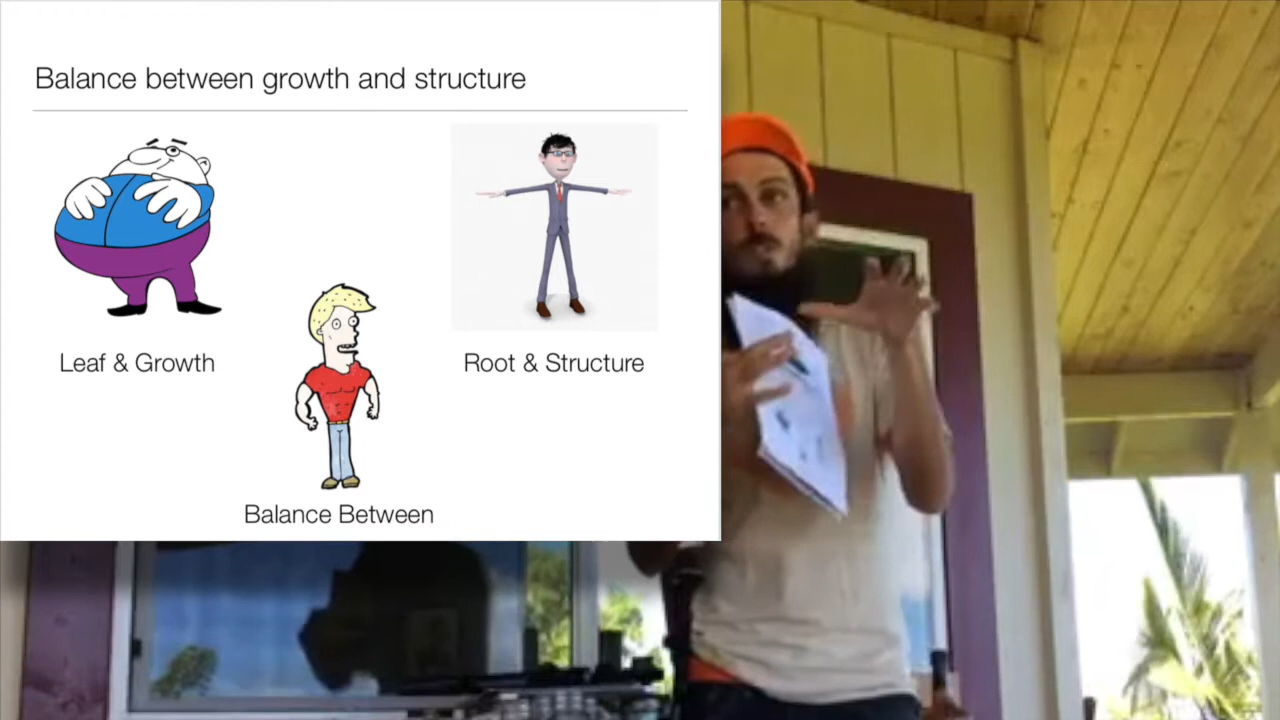 Balance between growth and structure
Leaf & Growth
Root & Structure
Balance Between